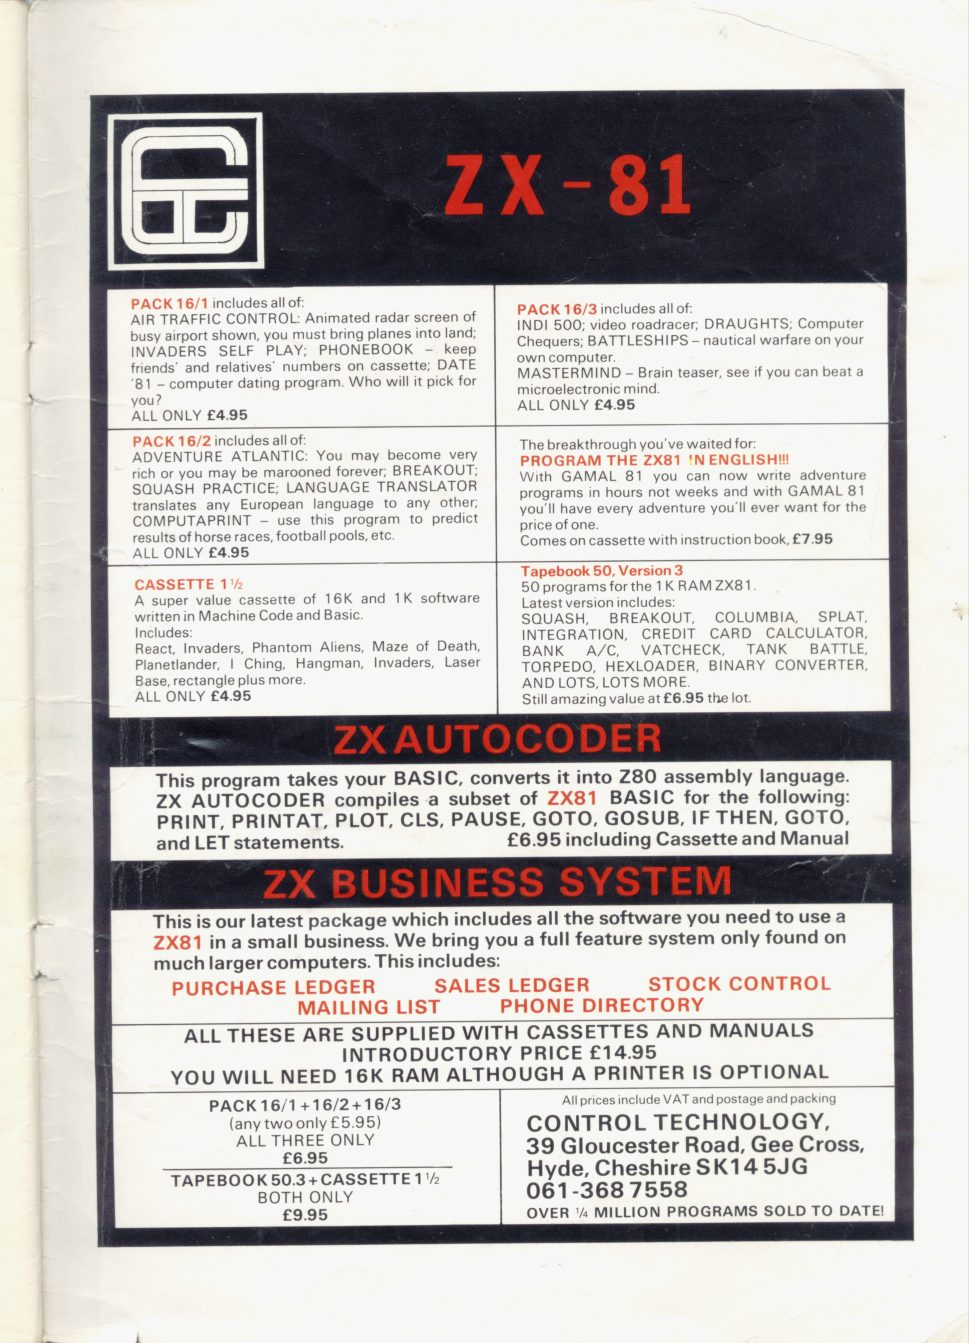 ZX-81
PACK 16/1 includes all of:
AIR TRAFFIC CONTROL: Animated radar screen of
busy airport shown, you must bring planes into land;
INVADERS SELF PLAY; PHONEBOOK – keep
friends' and relatives' numbers on cassette; DATE
'81 – computer dating program. Who will it pick for
you?
ALL ONLY £4.95
PACK 16/3 includes all of:
INDI 500; video roadracer; DRAUGHTS; Computer
Chequers; BATTLESHIPS – nautical warfare on your
own computer.
MASTERMIND – Brain teaser, see if you can beat a
microelectronic mind.
ALL ONLY £4.95
PACK 16/2 includes all of:
ADVENTURE ATLANTIC: You may become very
rich or you may be marooned forever; BREAKOUT;
SQUASH PRACTICE; LANGUAGE TRANSLATOR
translates any European language to any other;
COMPUTAPRINT – use this program to predict
results of horse races, football pools, etc.
ALL ONLY £4.95
The breakthrough you've waited for:
PROGRAM THE ZX81 IN ENGLISH!!!
With GAMAL 81 you can now write adventure
programs in hours not weeks and with GAMAL 81
you'll have every adventure you'll ever want for the
price of one.
Comes on cassette with instruction book, £7.95
CASSETTE 1 ½
A super value cassette of 16K and 1K software
written in Machine Code and Basic.
Includes:
React, Invaders, Phantom Aliens, Maze of Death,
Planetlander, I Ching, Hangman, Invaders, Laser
Base, rectangle plus more.
ALL ONLY £4.95
Tapebook 50, Version 3
50 programs for the 1K RAM ZX81.
Latest version includes:
SQUASH, BREAKOUT, COLUMBIA, SPLAT,
INTEGRATION, CREDIT CARD CALCULATOR,
BANK A/C, VATCHECK, TANK BATTLE,
TORPEDO, HEXLOADER, BINARY CONVERTER,
AND LOTS, LOTS MORE.
Still amazing value at £6.95 the lot.
ZX AUTOCODER
This program takes your BASIC, converts it into Z80 assembly language.
ZX AUTOCODER compiles a subset of ZX81 BASIC for the following:
PRINT, PRINTAT, PLOT, CLS, PAUSE, GOTO, GOSUB, IF THEN, GOTO,
and LET statements. £6.95 including Cassette and Manual
ZX BUSINESS SYSTEM
This is our latest package which includes all the software you need to use a
ZX81 in a small business. We bring you a full feature system only found on
much larger computers. This includes:
PURCHASE LEDGER SALES LEDGER STOCK CONTROL
MAILING LIST PHONE DIRECTORY
ALL THESE ARE SUPPLIED WITH CASSETTES AND MANUALS
INTRODUCTORY PRICE £14.95
YOU WILL NEED 16K RAM ALTHOUGH A PRINTER IS OPTIONAL
PACK 16/1 + 16/2 + 16/3
(any two only £5.95)
ALL THREE ONLY
£6.95
TAPEBOOK 50.3 + CASSETTE 1 ½
BOTH ONLY
£9.95
All prices include VAT and postage and packing
CONTROL TECHNOLOGY,
39 Gloucester Road, Gee Cross,
Hyde, Cheshire SK14 5JG
061-368 7558
OVER ¼ MILLION PROGRAMS SOLD TO DATE!